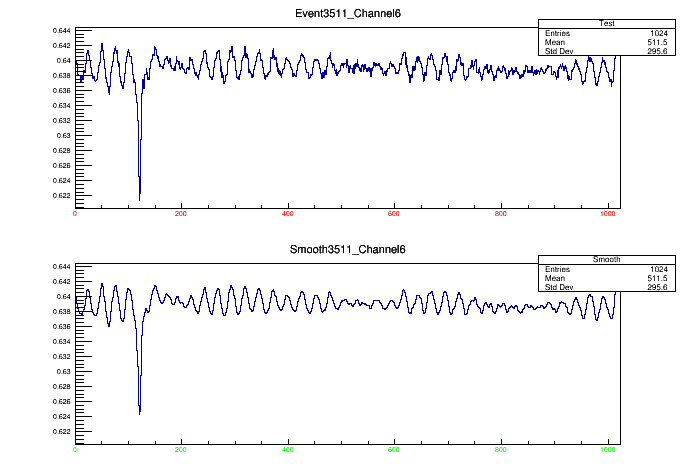 Event3511_Channel6
Test
Entries 1024
Mean 511.5
Std Dev 295.6
0.644
0.642
0.64
0.638
0.636
0.634
0.632
0.63
0.628
0.626
0.624
0.622
0 200 400 600 800 1000
Smooth3511_Channel6
Smooth
Entries 1024
Mean 511.5
Std Dev 295.6
0.644
0.642
0.64
0.638
0.636
0.634
0.632
0.63
0.628
0.626
0.624
0.622
0 200 400 600 800 1000